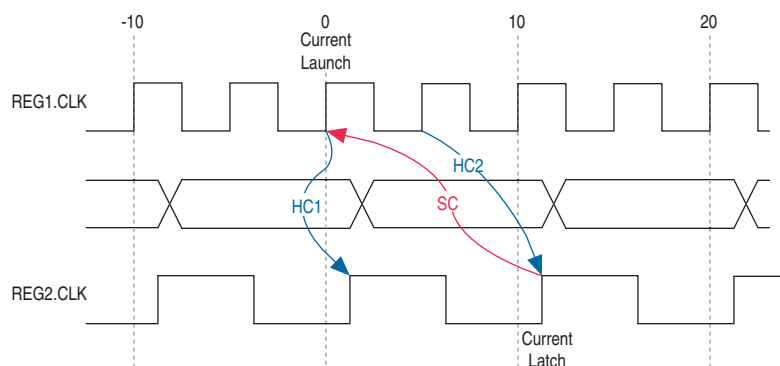 -10
0
10
20
Current
Launch
REG1.CLK
HC2
HC1
SC
REG2.CLK
Current
Latch